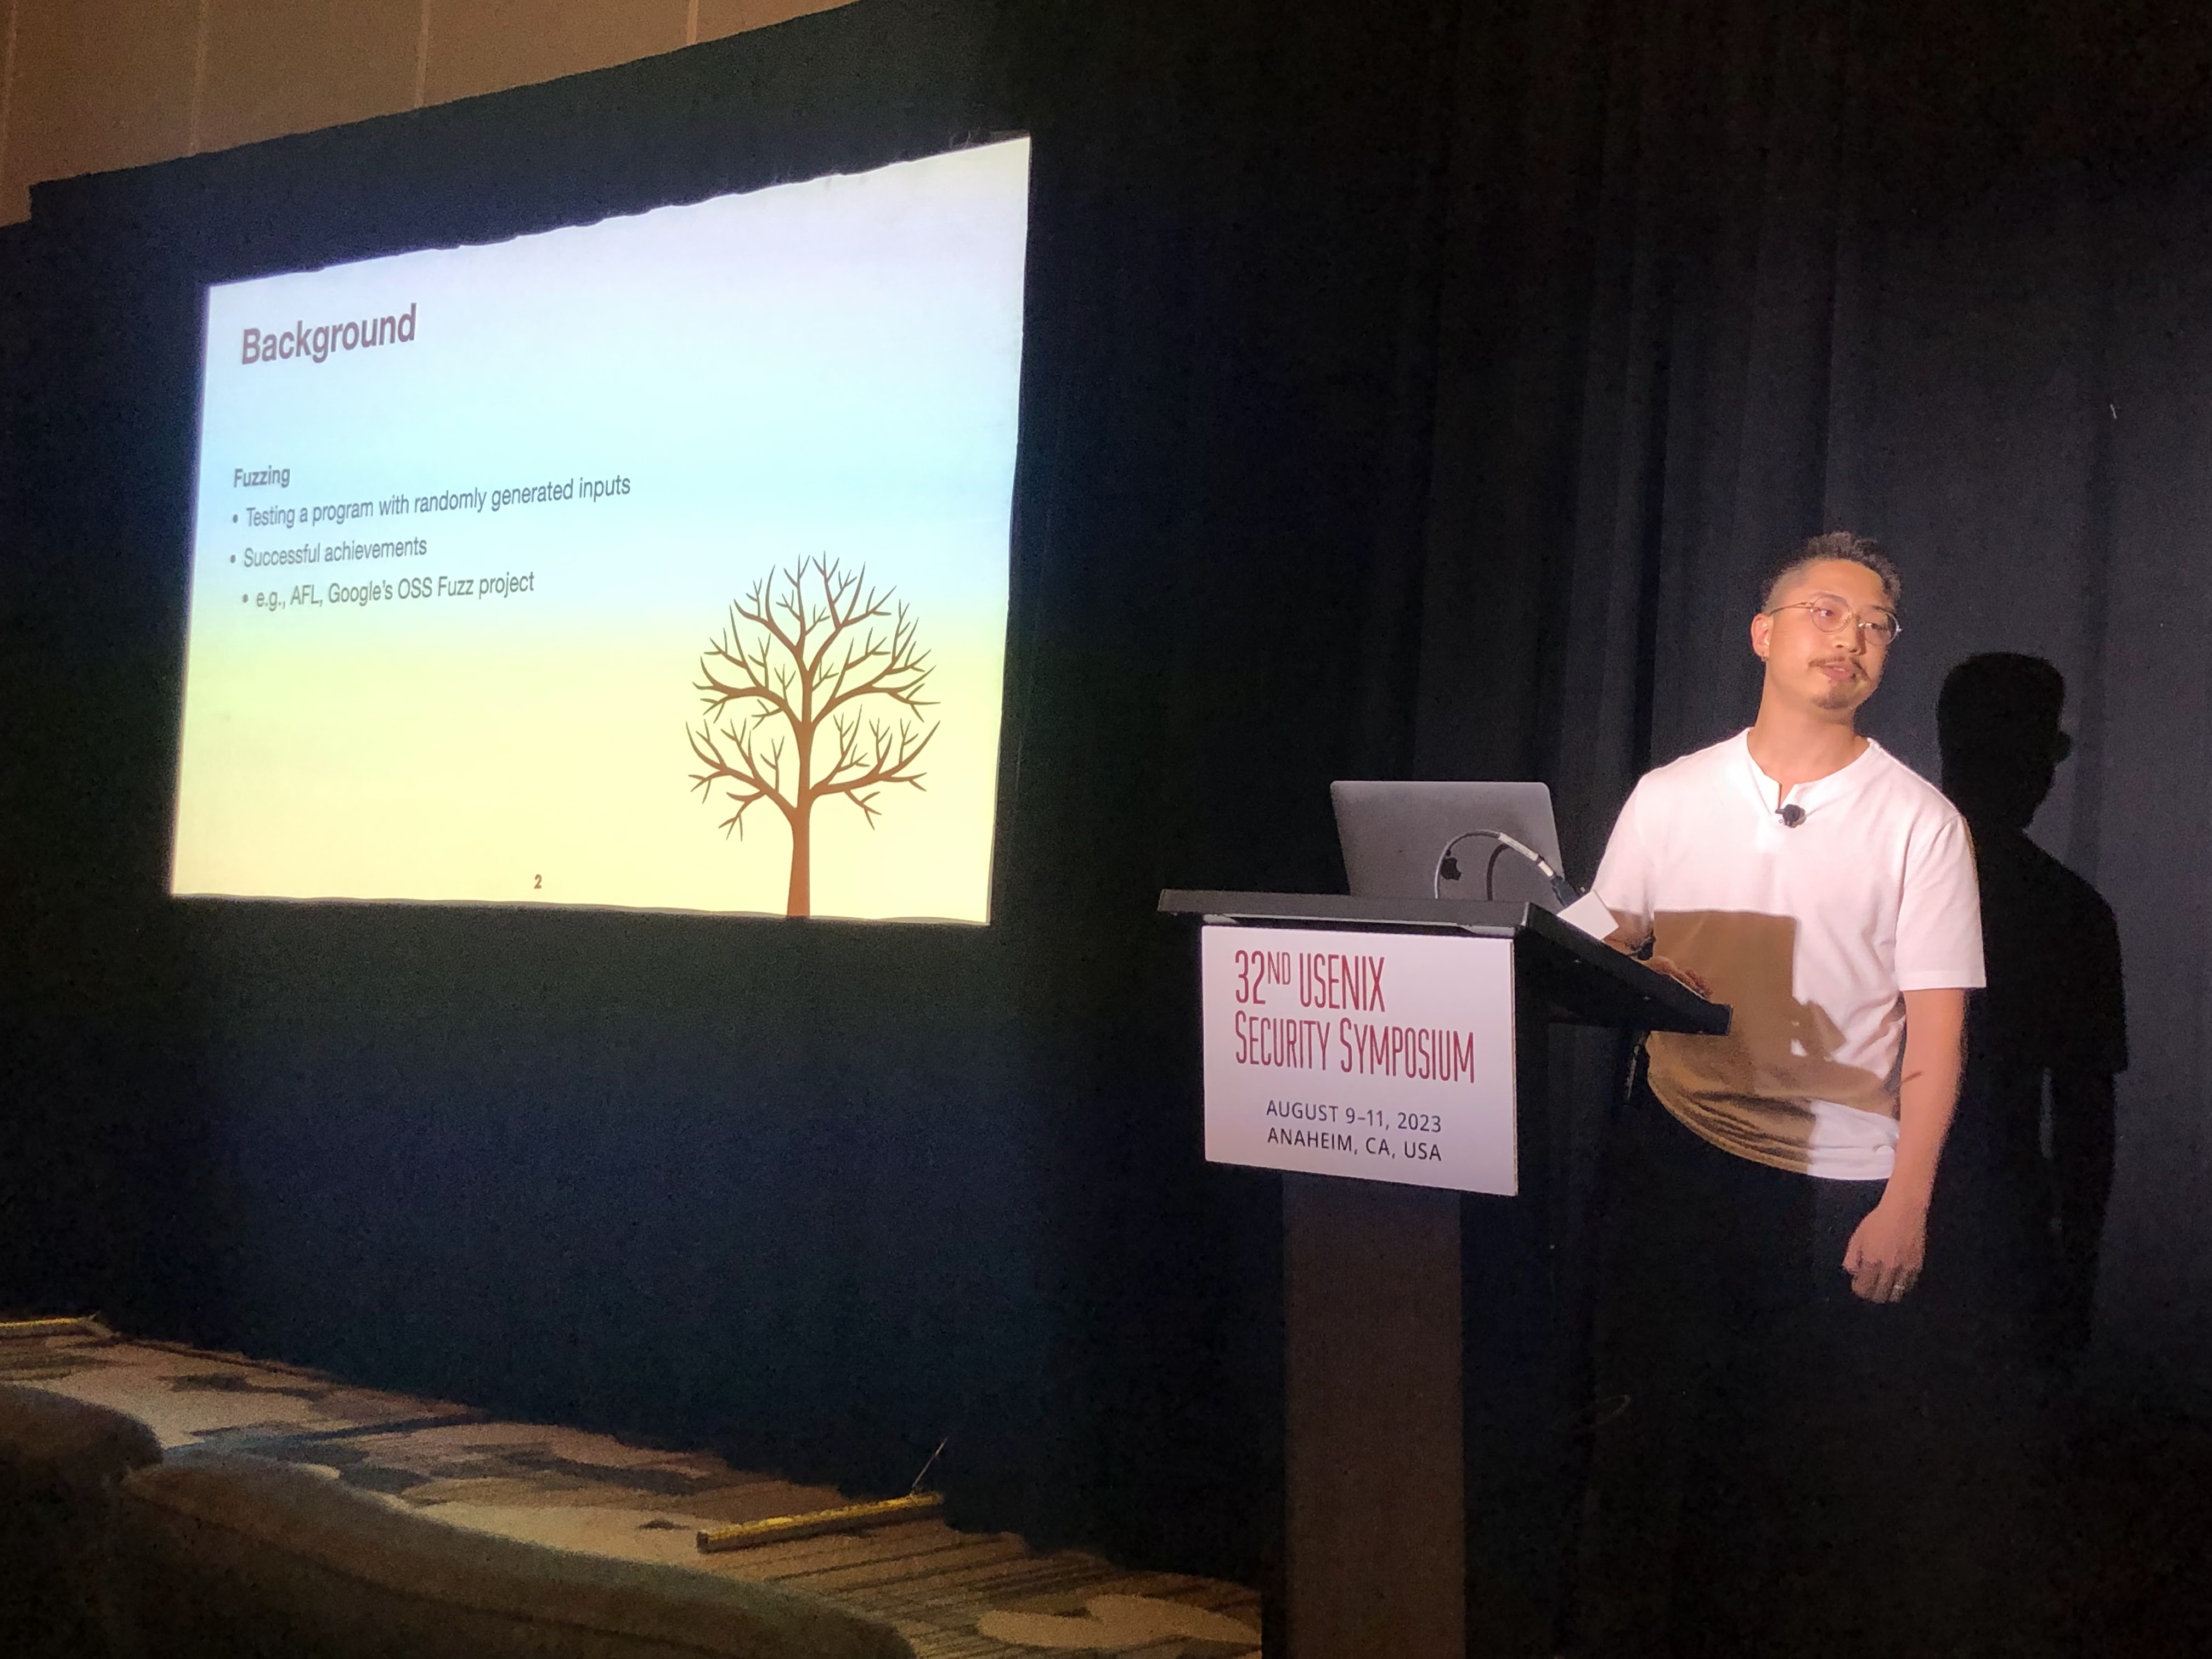 Background
Fuzzing
• Testing a program with randomly generated inputs
• Successful achievements
• e.g., AFL, Google's OSS Fuzz project
2
32ND USENIX
SECURITY SYMPOSIUM
AUGUST 9–11, 2023
ANAHEIM, CA, USA